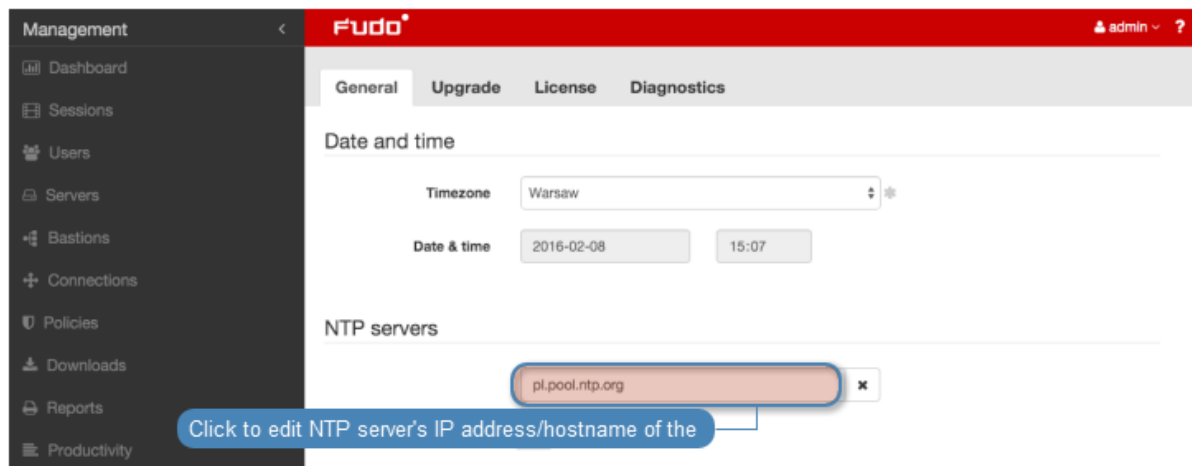 Management
FUDO
admin
?
Dashboard
Sessions
Users
Servers
Bastions
Connections
Policies
Downloads
Reports
Productivity
General Upgrade License Diagnostics
Date and time
Timezone Warsaw
Date & time 2016-02-08 15:07
NTP servers
pl.pool.ntp.org
Click to edit NTP server's IP address/hostname of the